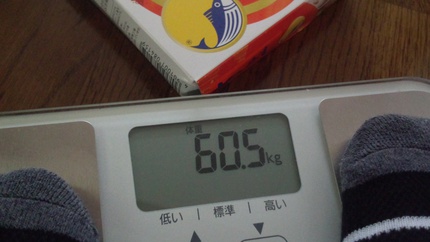 体重
60.5kg
低い | 標準 | 高い